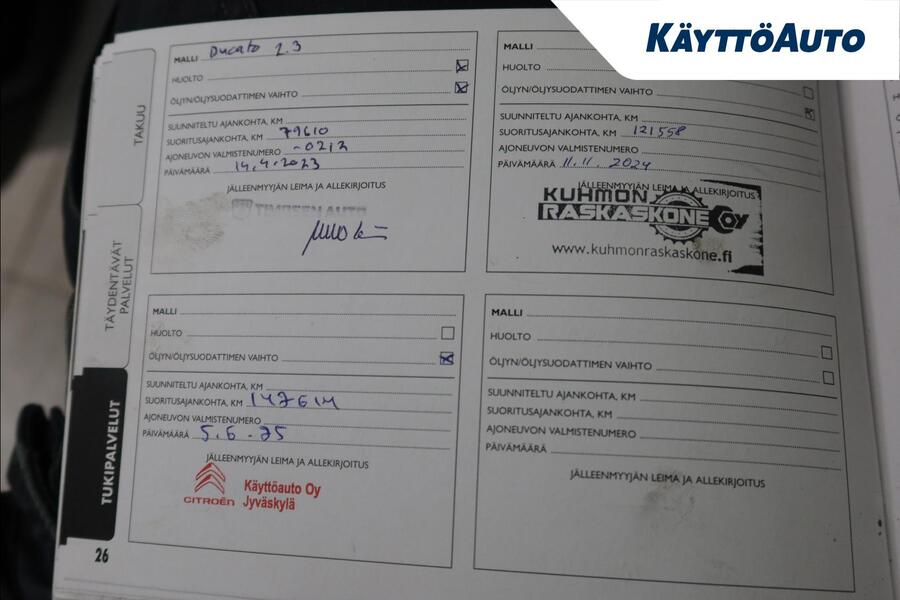 KÄYTTÖAUTO
TAKUU
TÄYDENTÄVÄT
PALVELUT
TUKIPALVELUT
MALLI Ducato 2.3
HUOLTO
ÖLJYN/ÖLJYSUODATTIMEN VAIHTO
SUUNNITELTU AJANKOHTA, KM
SUORITUSAJANKOHTA, KM 79610
AJONEUVON VALMISTENUMERO -0212
PÄIVÄMÄÄRÄ 14.4.2023
JÄLLEENMYYJÄN LEIMA JA ALLEKIRJOITUS
TIMOSEN AUTO
MALLI
HUOLTO
ÖLJYN/ÖLJYSUODATTIMEN VAIHTO
SUUNNITELTU AJANKOHTA, KM
SUORITUSAJANKOHTA, KM 121558
AJONEUVON VALMISTENUMERO
PÄIVÄMÄÄRÄ 11.11.2024
JÄLLEENMYYJÄN LEIMA JA ALLEKIRJOITUS
KUHMON
RASKASKONE OY
www.kuhmonraskaskone.fi
MALLI
HUOLTO
ÖLJYN/ÖLJYSUODATTIMEN VAIHTO
SUUNNITELTU AJANKOHTA, KM
SUORITUSAJANKOHTA, KM 147614
AJONEUVON VALMISTENUMERO
PÄIVÄMÄÄRÄ 5.6-25
JÄLLEENMYYJÄN LEIMA JA ALLEKIRJOITUS
CITROËN Käyttöauto Oy
Jyväskylä
MALLI
HUOLTO
ÖLJYN/ÖLJYSUODATTIMEN VAIHTO
SUUNNITELTU AJANKOHTA, KM
SUORITUSAJANKOHTA, KM
AJONEUVON VALMISTENUMERO
PÄIVÄMÄÄRÄ
JÄLLEENMYYJÄN LEIMA JA ALLEKIRJOITUS
26